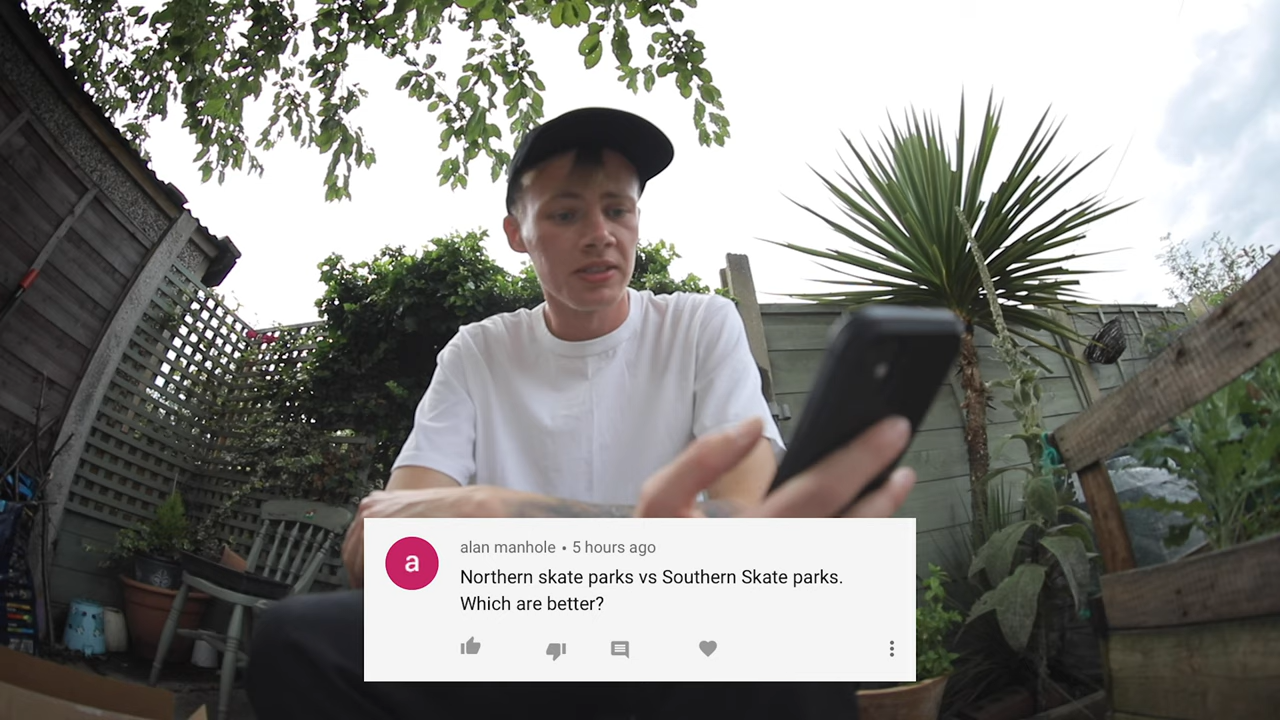 a
alan manhole • 5 hours ago
Northern skate parks vs Southern Skate parks.
Which are better?